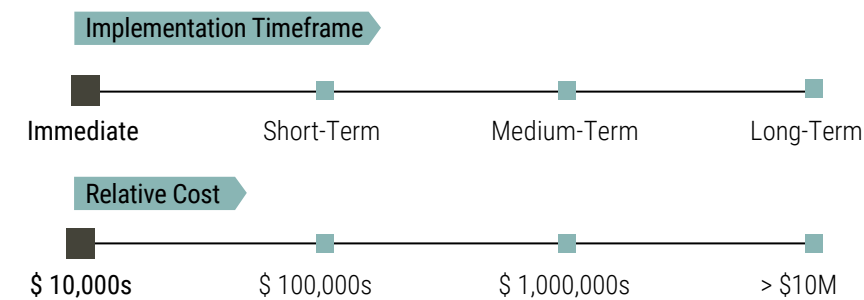 Implementation Timeframe
Immediate Short-Term Medium-Term Long-Term
Relative Cost
$ 10,000s $ 100,000s $ 1,000,000s > $10M